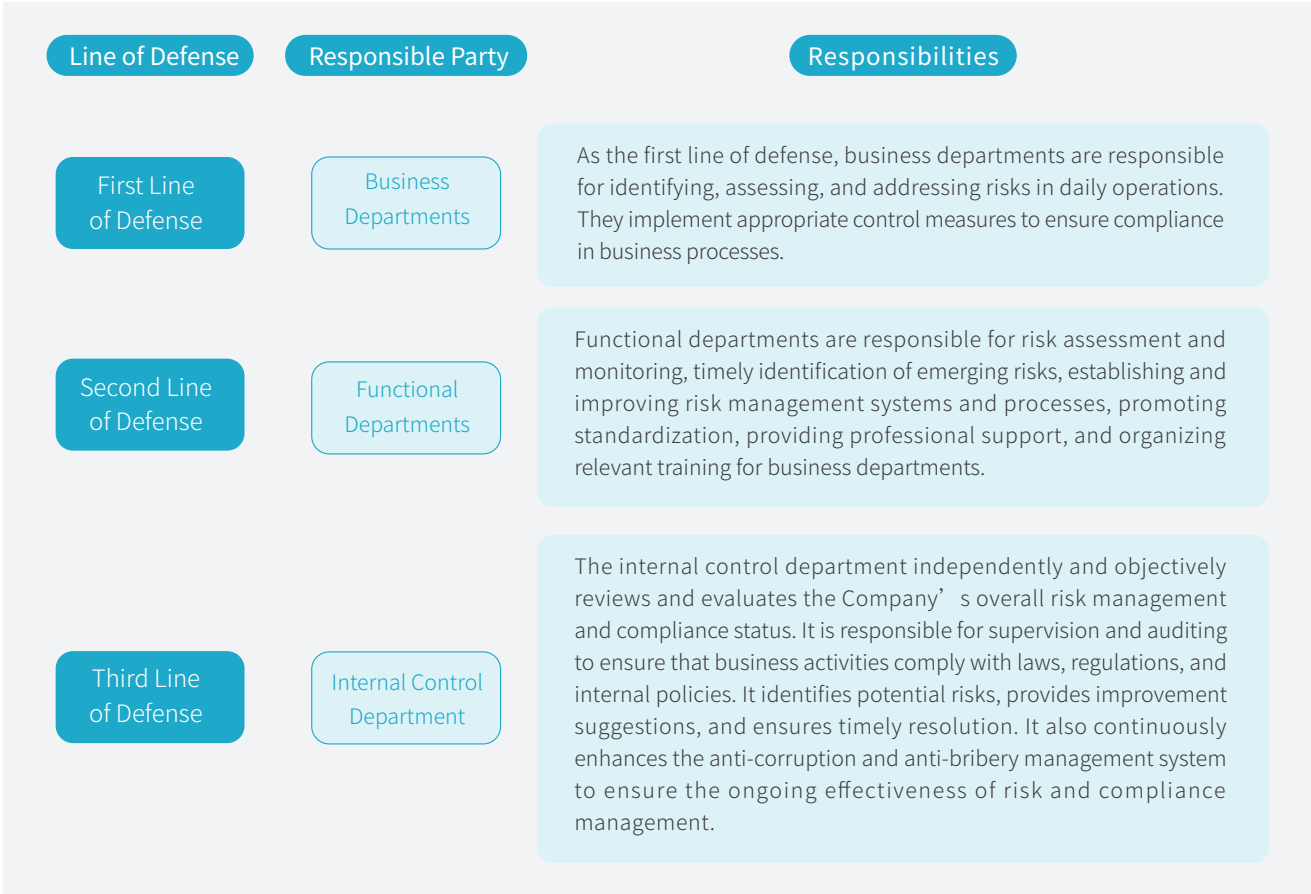 Line of Defense
Responsible Party
Responsibilities
First Line
of Defense
Business
Departments
As the first line of defense, business departments are responsible
for identifying, assessing, and addressing risks in daily operations.
They implement appropriate control measures to ensure compliance
in business processes.
Second Line
of Defense
Functional
Departments
Functional departments are responsible for risk assessment and
monitoring, timely identification of emerging risks, establishing and
improving risk management systems and processes, promoting
standardization, providing professional support, and organizing
relevant training for business departments.
Third Line
of Defense
Internal Control
Department
The internal control department independently and objectively
reviews and evaluates the Company’ s overall risk management
and compliance status. It is responsible for supervision and auditing
to ensure that business activities comply with laws, regulations, and
internal policies. It identifies potential risks, provides improvement
suggestions, and ensures timely resolution. It also continuously
enhances the anti-corruption and anti-bribery management system
to ensure the ongoing effectiveness of risk and compliance
management.